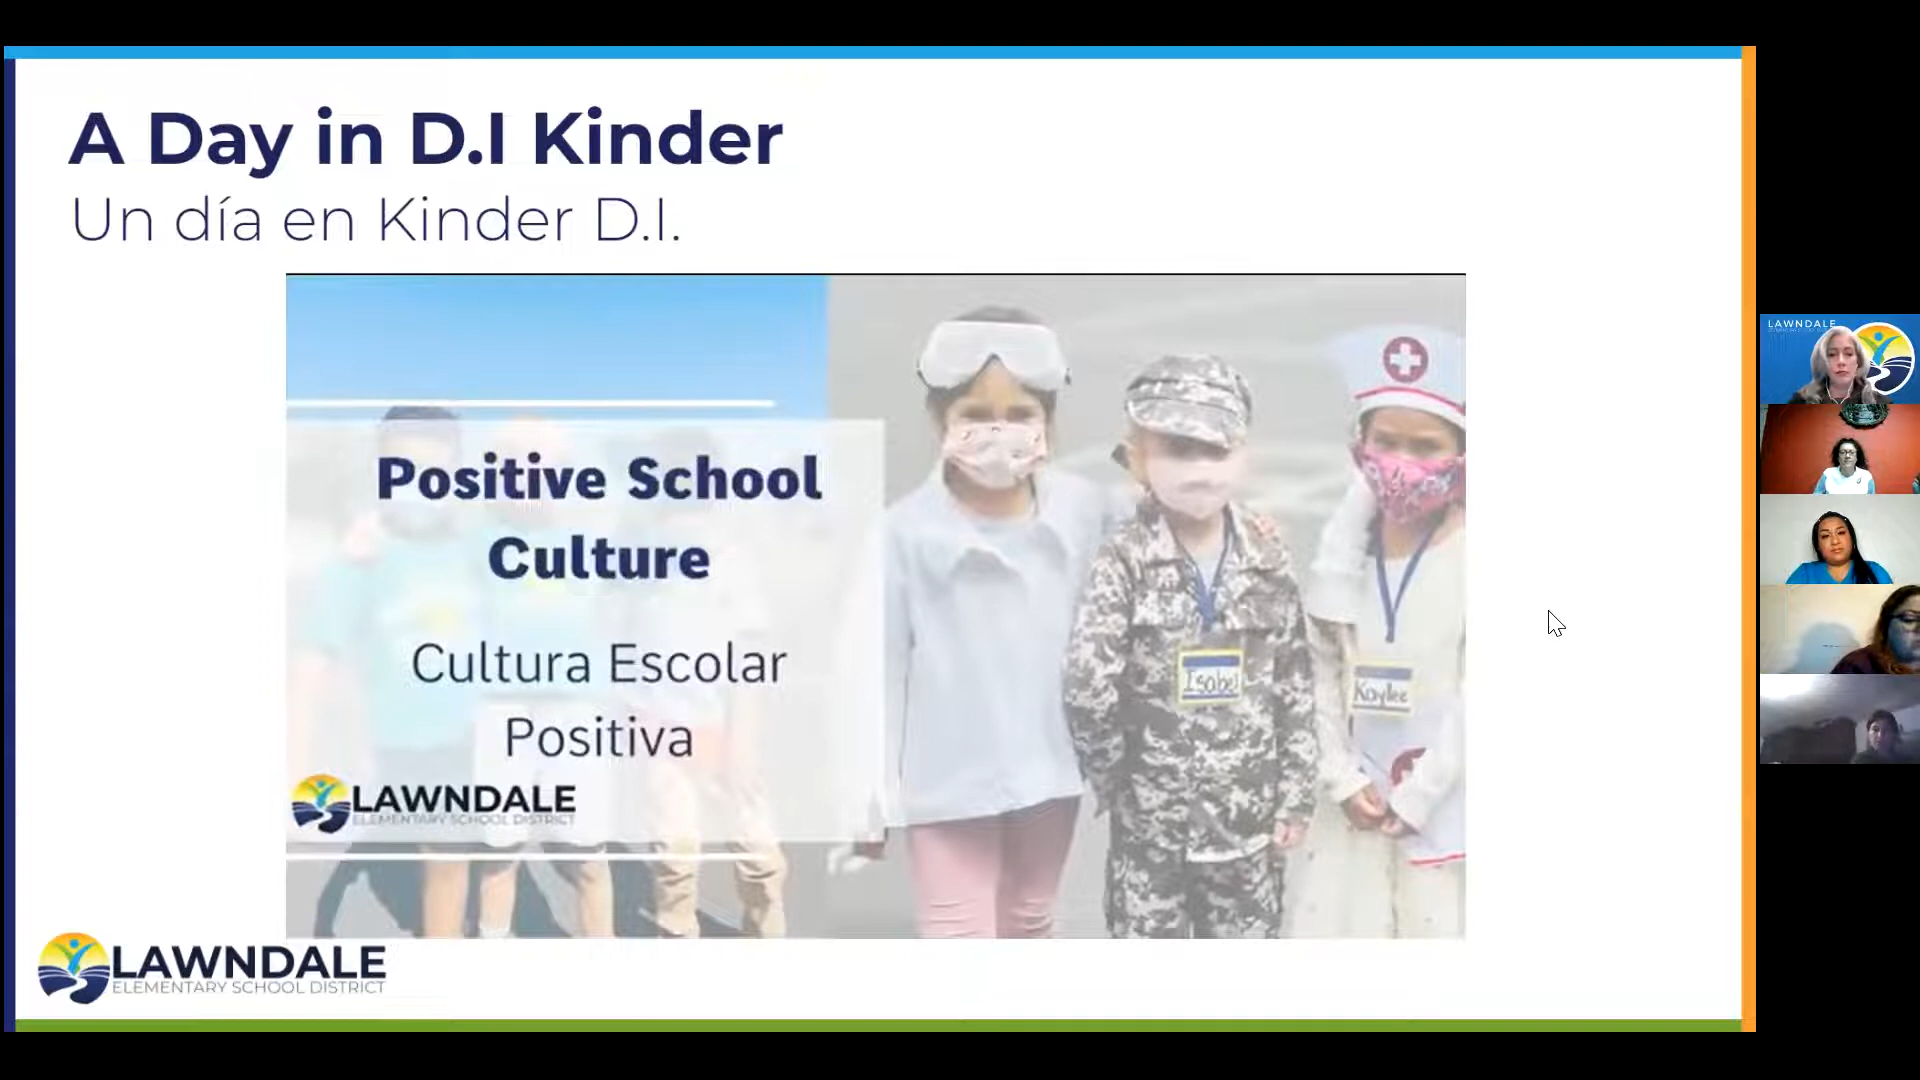 A Day in D.I Kinder
Un día en Kinder D.I.
Positive School
Culture
Cultura Escolar
Positiva
LAWNDALE
ELEMENTARY SCHOOL DISTRICT
Isabel
Kaylee
LAWNDALE
ELEMENTARY SCHOOL DISTRICT
LAWNDALE